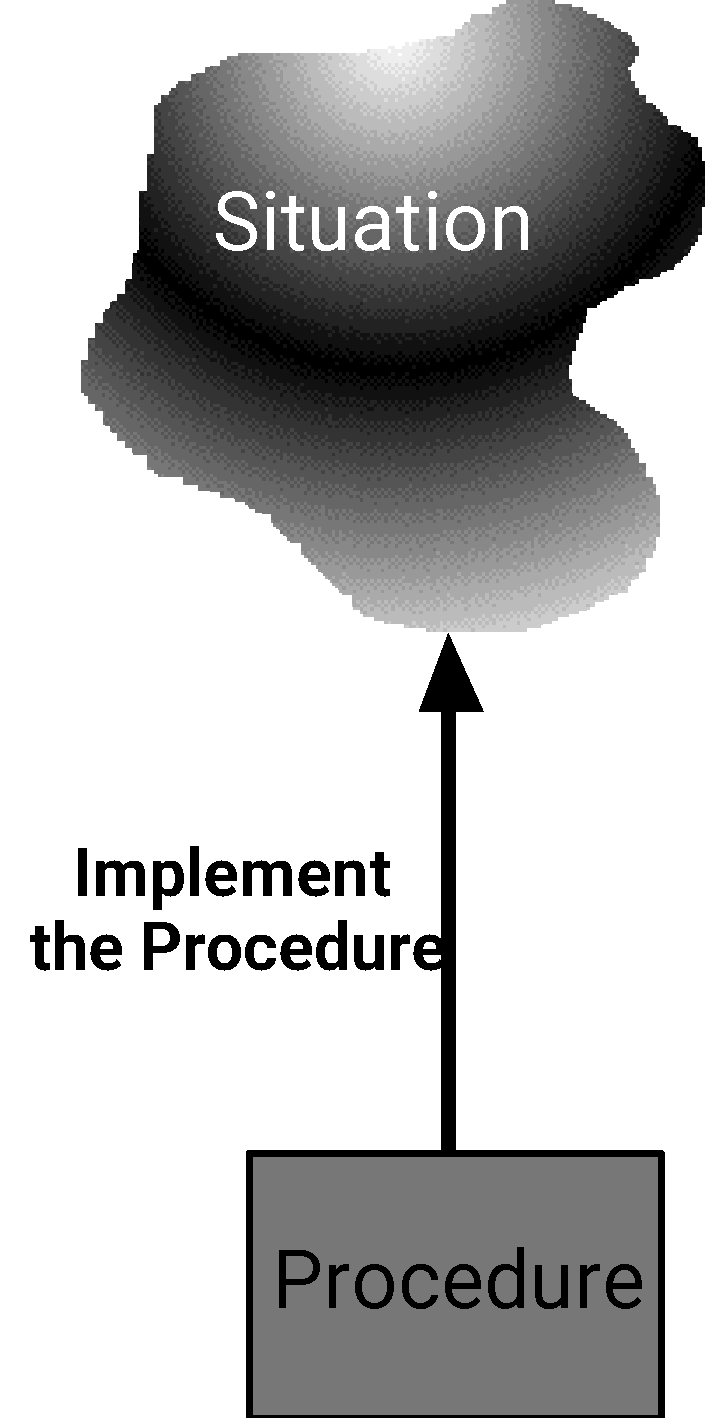 Situation
Implement
the Procedure
Procedure